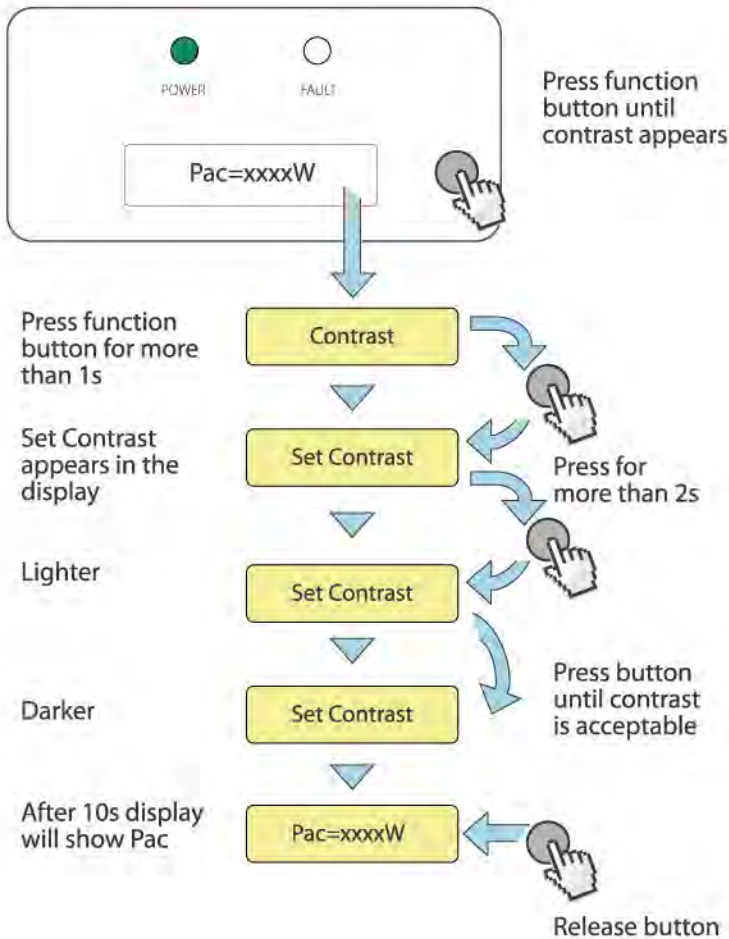 POWER
FAULT
Pac=xxxxW
Press function
button until
contrast appears
Press function
button for more
than 1s
Contrast
Set Contrast
appears in the
display
Set Contrast
Press for
more than 2s
Lighter
Set Contrast
Darker
Set Contrast
Press button
until contrast
is acceptable
After 10s display
will show Pac
Pac=xxxxW
Release button